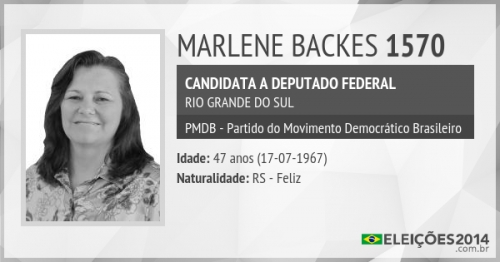 MARLENE BACKES 1570
CANDIDATA A DEPUTADO FEDERAL
RIO GRANDE DO SUL
PMDB - Partido do Movimento Democrático Brasileiro
Idade: 47 anos (17-07-1967)
Naturalidade: RS - Feliz
ELEIÇÕES2014
.com.br